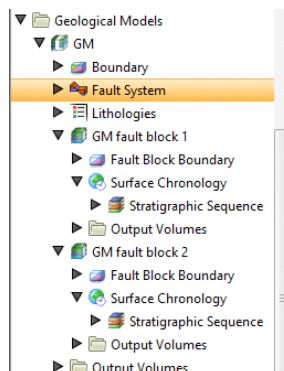 Geological Models
GM
Boundary
Fault System
Lithologies
GM fault block 1
Fault Block Boundary
Surface Chronology
Stratigraphic Sequence
Output Volumes
GM fault block 2
Fault Block Boundary
Surface Chronology
Stratigraphic Sequence
Output Volumes
Output Volumes